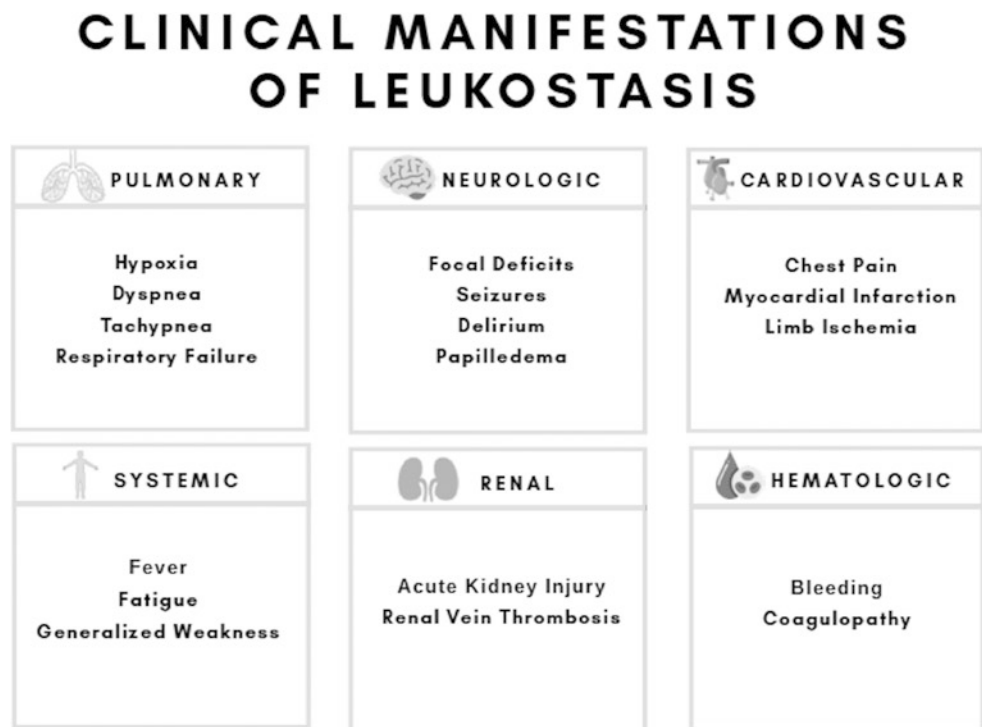 CLINICAL MANIFESTATIONS
OF LEUKOSTASIS
PULMONARY
Hypoxia
Dyspnea
Tachypnea
Respiratory Failure
NEUROLOGIC
Focal Deficits
Seizures
Delirium
Papilledema
CARDIOVASCULAR
Chest Pain
Myocardial Infarction
Limb Ischemia
SYSTEMIC
Fever
Fatigue
Generalized Weakness
RENAL
Acute Kidney Injury
Renal Vein Thrombosis
HEMATOLOGIC
Bleeding
Coagulopathy